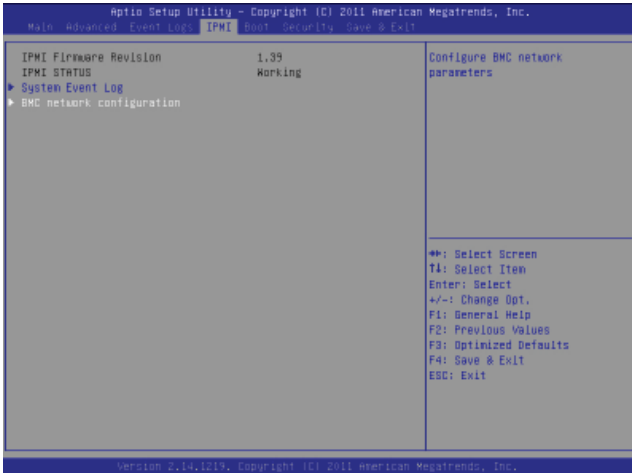 Aptio Setup Utility – Copyright (C) 2011 American Megatrends, Inc.
Main Advanced Event Logs IPMI Boot Security Save & Exit
IPMI Firmware Revision 1.39
IPMI STATUS Working
System Event Log
BMC network configuration
Configure BMC network
parameters
→←: Select Screen
↑↓: Select Item
Enter: Select
+/-: Change Opt.
F1: General Help
F2: Previous Values
F3: Optimized Defaults
F4: Save & Exit
ESC: Exit
Version 2.14.1219. Copyright (C) 2011 American Megatrends, Inc.